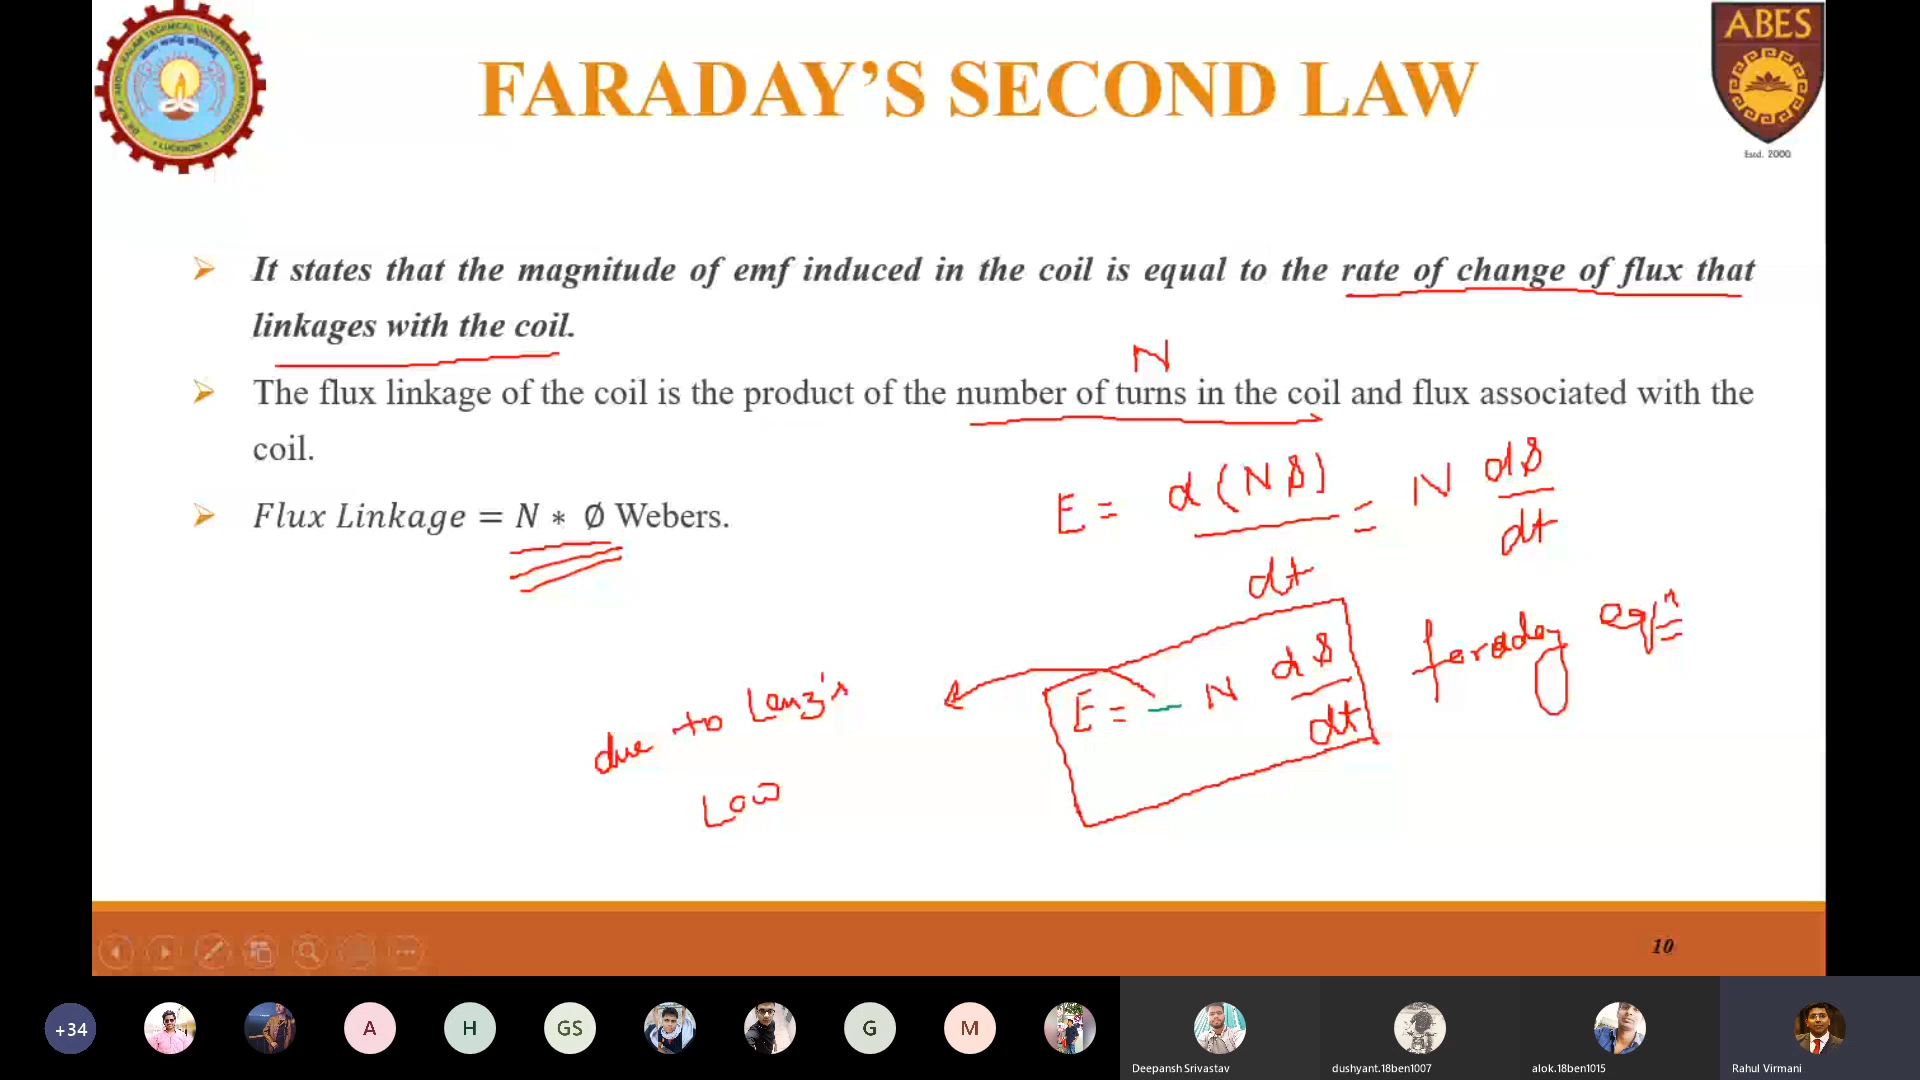 ABES
Estd. 2000
FARADAY’S SECOND LAW
It states that the magnitude of emf induced in the coil is equal to the rate of change of flux that
linkages with the coil.
N
The flux linkage of the coil is the product of the number of turns in the coil and flux associated with the
coil.
Flux Linkage = N ∗ ∅ Webers.
E = d(Nϕ)/dt = N dϕ/dt
E = - N dϕ/dt faraday eqn
due to Lenz's
Law
10
+34
A
H
GS
G
M
Deepansh Srivastav
dushyant.18ben1007
alok.18ben1015
Rahul Virmani